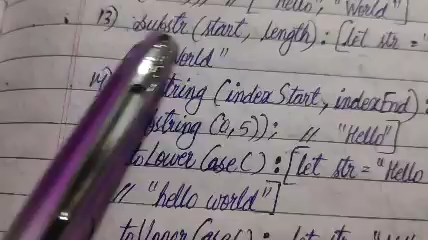 [ "Hello", "World"]
13) substr (start, length) : [let str = "
World"
14) string (indexStart, indexEnd) :
string (0,5)); // "Hello"]
toLowerCase() : [let str = "Hello
// "hello world"]
toUpperCase() : let str = "Hello